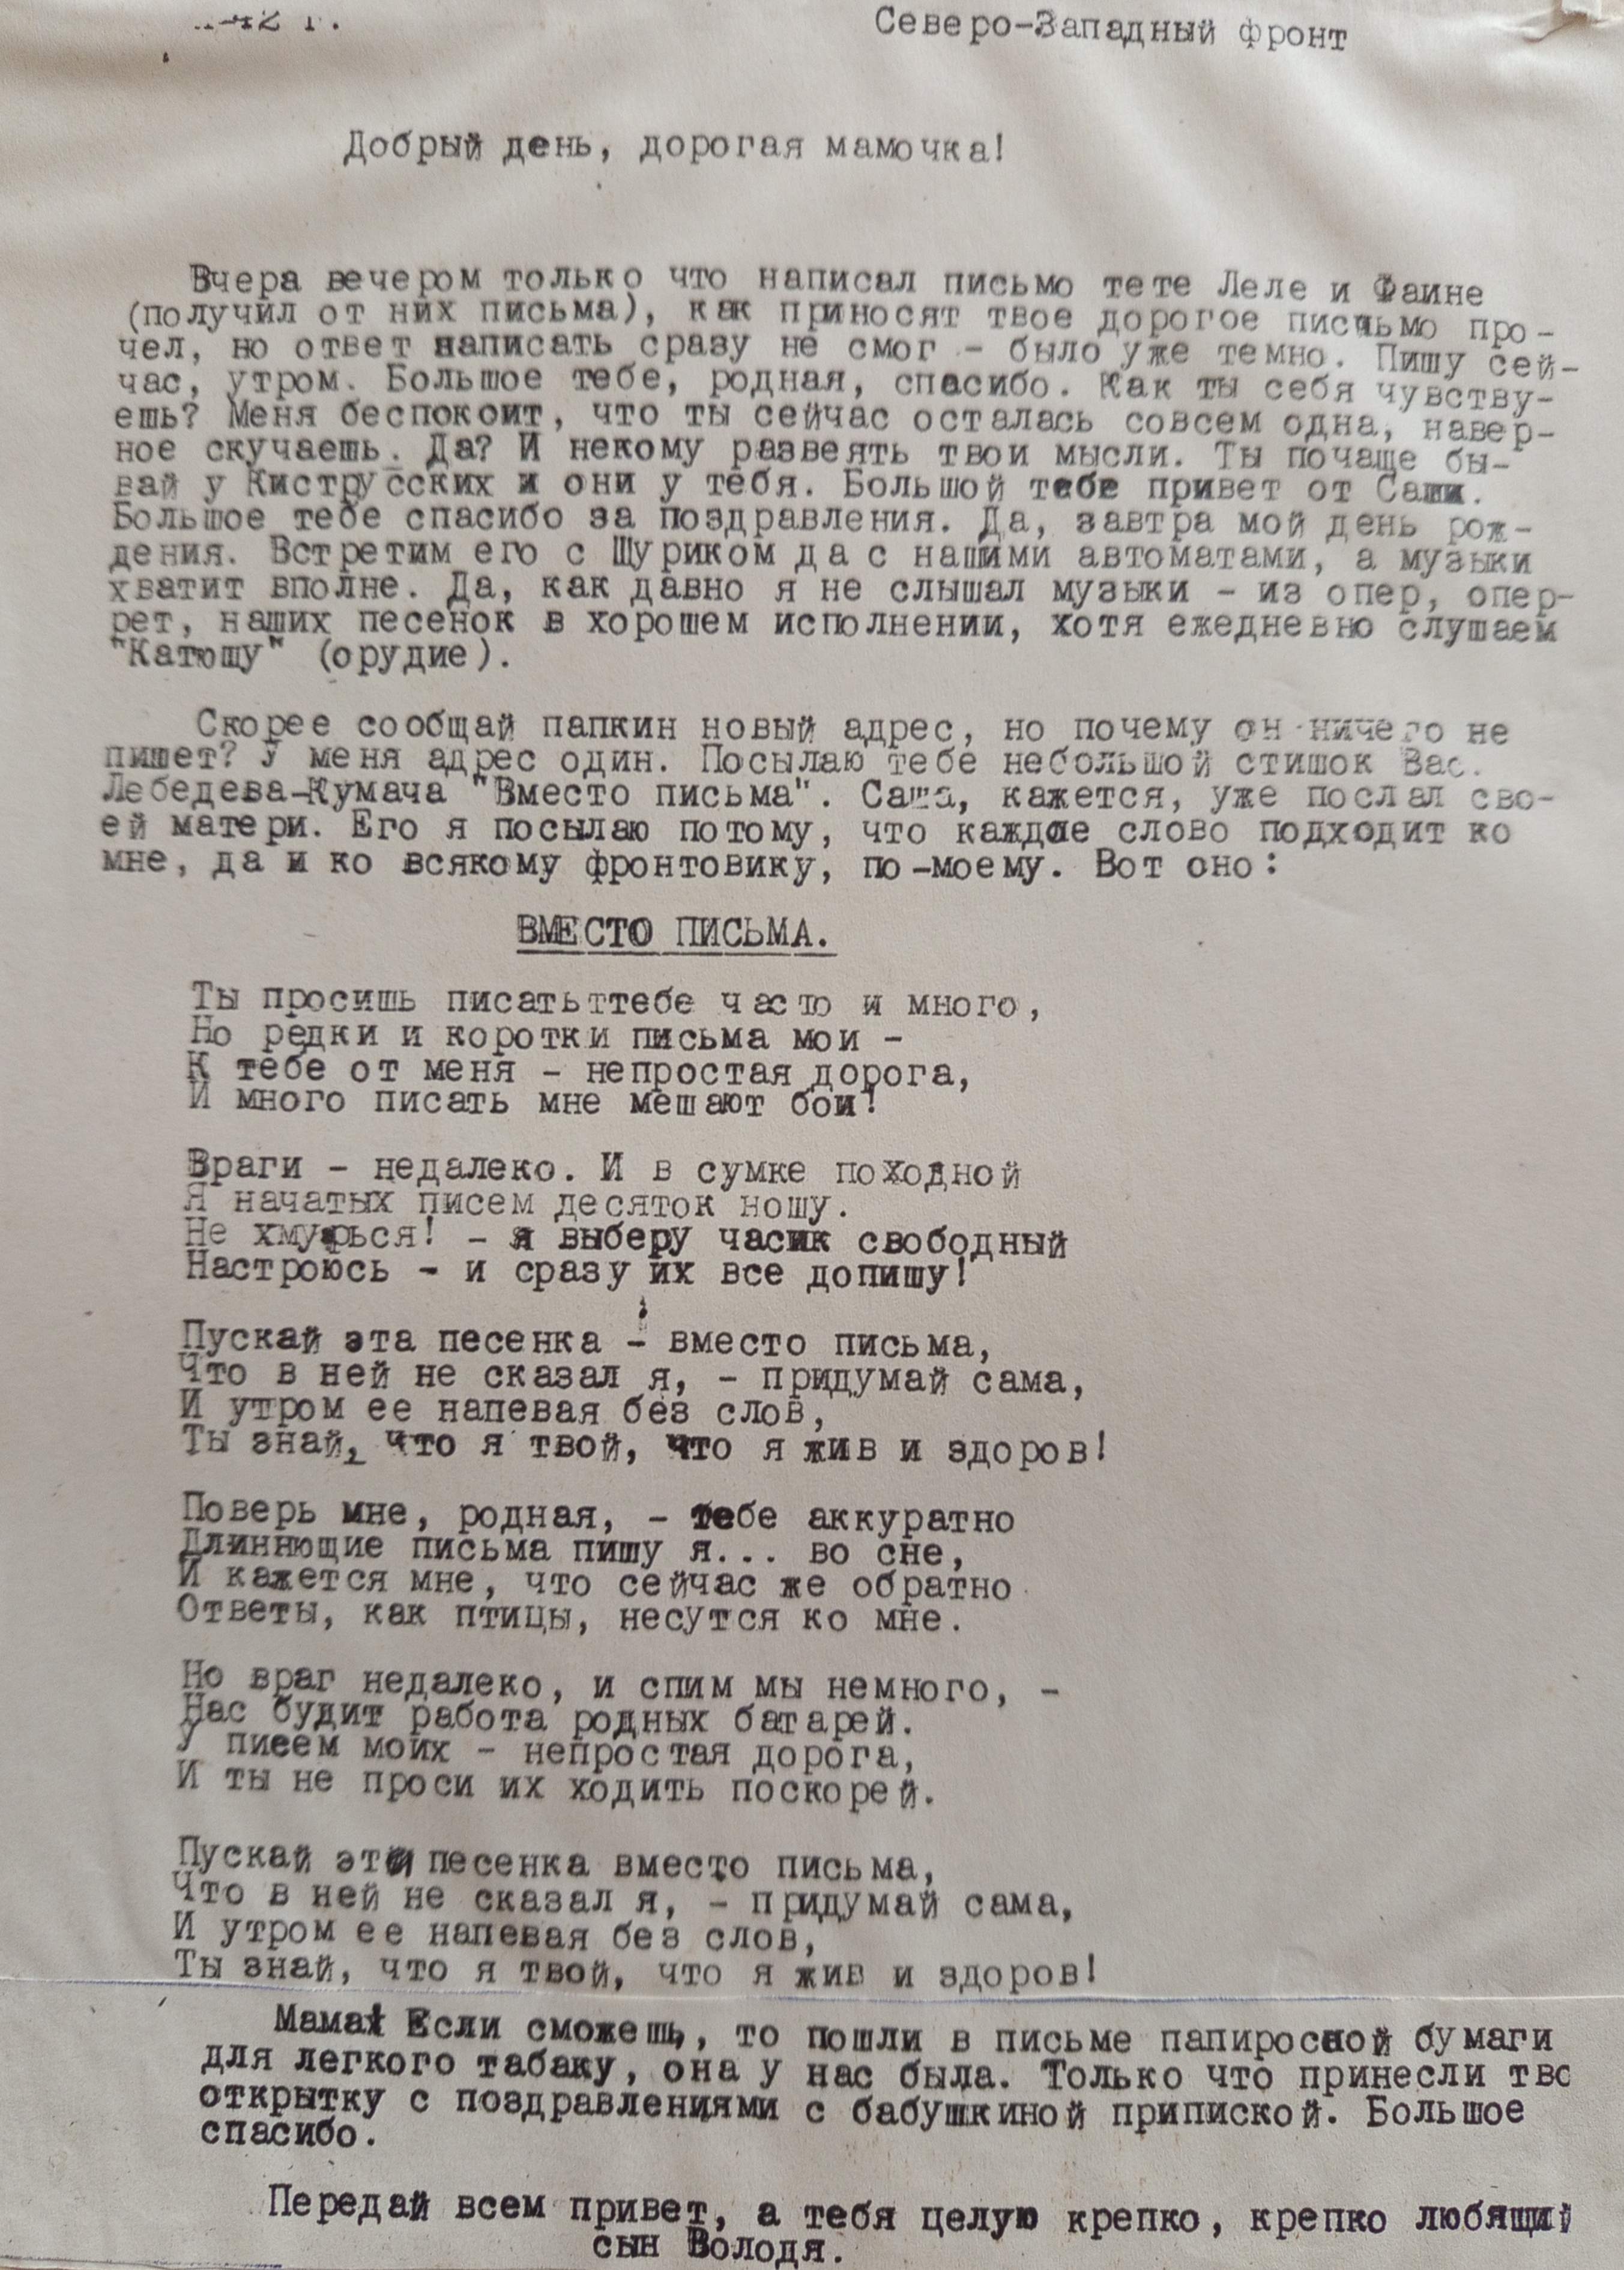 -42 г.
Северо-Западный фронт
Добрый день, дорогая мамочка!
Вчера вечером только что написал письмо тете Леле и Фаине
(получил от них письма), как приносят твое дорогое письмо про-
чел, но ответ написать сразу не смог - было уже темно. Пишу сей-
час, утром. Большое тебе, родная, спасибо. Как ты себя чувству-
ешь? Меня беспокоит, что ты сейчас осталась совсем одна, навер-
ное скучаешь. Да? И некому развеять твои мысли. Ты почаще бы-
вай у Киструсских и они у тебя. Большой тебе привет от Саши.
Большое тебе спасибо за поздравления. Да, завтра мой день рож-
дения. Встретим его с Шуриком да с нашими автоматами, а музыки
хватит вполне. Да, как давно я не слышал музыки - из опер, опер-
рет, наших песенок в хорошем исполнении, хотя ежедневно слушаем
"Катюшу" (орудие).
Скорее сообщай папкин новый адрес, но почему он ничего не
пишет? У меня адрес один. Посылаю тебе небольшой стишок Вас.
Лебедева-Кумача "Вместо письма". Саша, кажется, уже послал сво-
ей матери. Его я посылаю потому, что каждое слово подходит ко
мне, да и ко всякому фронтовику, по-моему. Вот оно:
ВМЕСТО ПИСЬМА.
Ты просишь писатьттебе часто и много,
Но редки и коротки письма мои -
К тебе от меня - непростая дорога,
И много писать мне мешают бои!
Враги - недалеко. И в сумке походной
Я начатых писем десяток ношу.
Не хмурься! - я выберу часик свободный
Настроюсь - и сразу их все допишу!
Пускай эта песенка - вместо письма,
Что в ней не сказал я, - придумай сама,
И утром ее напевая без слов,
Ты знай, что я твой, что я жив и здоров!
Поверь мне, родная, - тебе аккуратно
Длиннющие письма пишу я... во сне,
И кажется мне, что сейчас же обратно
Ответы, как птицы, несутся ко мне.
Но враг недалеко, и спим мы немного, -
Нас будит работа родных батарей.
У писем моих - непростая дорога,
И ты не проси их ходить поскорей.
Пускай эти песенка вместо письма,
Что в ней не сказал я, - придумай сама,
И утром ее напевая без слов,
Ты знай, что я твой, что я жив и здоров!
Мама! Если сможешь, то пошли в письме папиросной бумаги
для легкого табаку, она у нас была. Только что принесли тво
открытку с поздравлениями с бабушкиной припиской. Большое
спасибо.
Передай всем привет, а тебя целую крепко, крепко любящий
сын Володя.